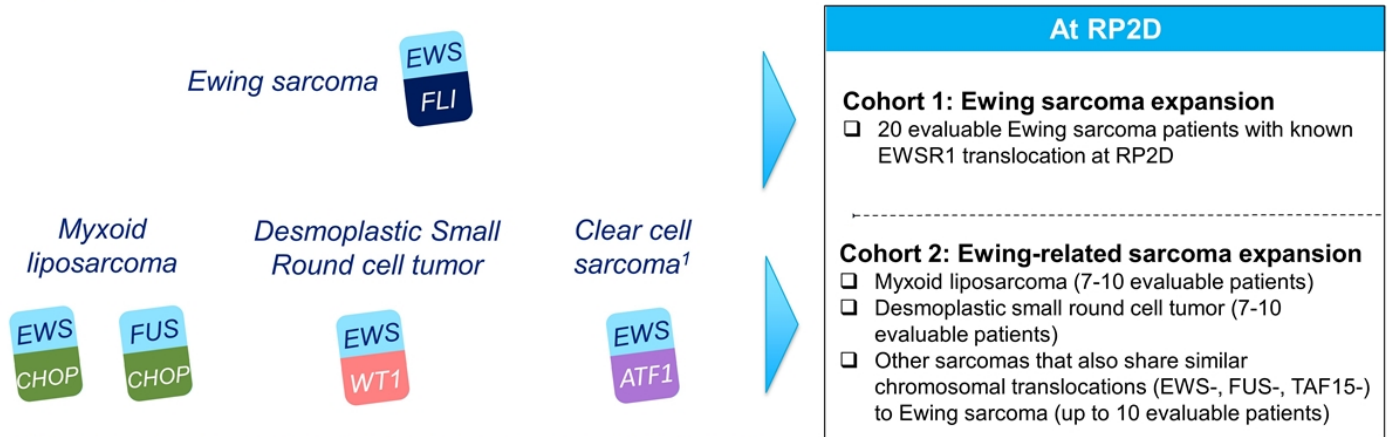 Ewing sarcoma
EWS
FLI
Myxoid
liposarcoma
EWS
CHOP
FUS
CHOP
Desmoplastic Small
Round cell tumor
EWS
WT1
Clear cell
sarcoma¹
EWS
ATF1
At RP2D
Cohort 1: Ewing sarcoma expansion
❑ 20 evaluable Ewing sarcoma patients with known
EWSR1 translocation at RP2D
Cohort 2: Ewing-related sarcoma expansion
❑ Myxoid liposarcoma (7-10 evaluable patients)
❑ Desmoplastic small round cell tumor (7-10
evaluable patients)
❑ Other sarcomas that also share similar
chromosomal translocations (EWS-, FUS-, TAF15-)
to Ewing sarcoma (up to 10 evaluable patients)